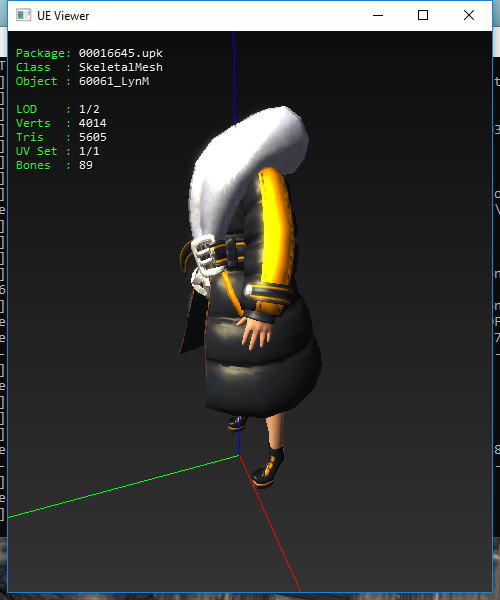 UE Viewer
Package: 00016645.upk
Class  : SkeletalMesh
Object : 60061_LynM
LOD    : 1/2
Verts  : 4014
Tris   : 5605
UV Set : 1/1
Bones  : 89